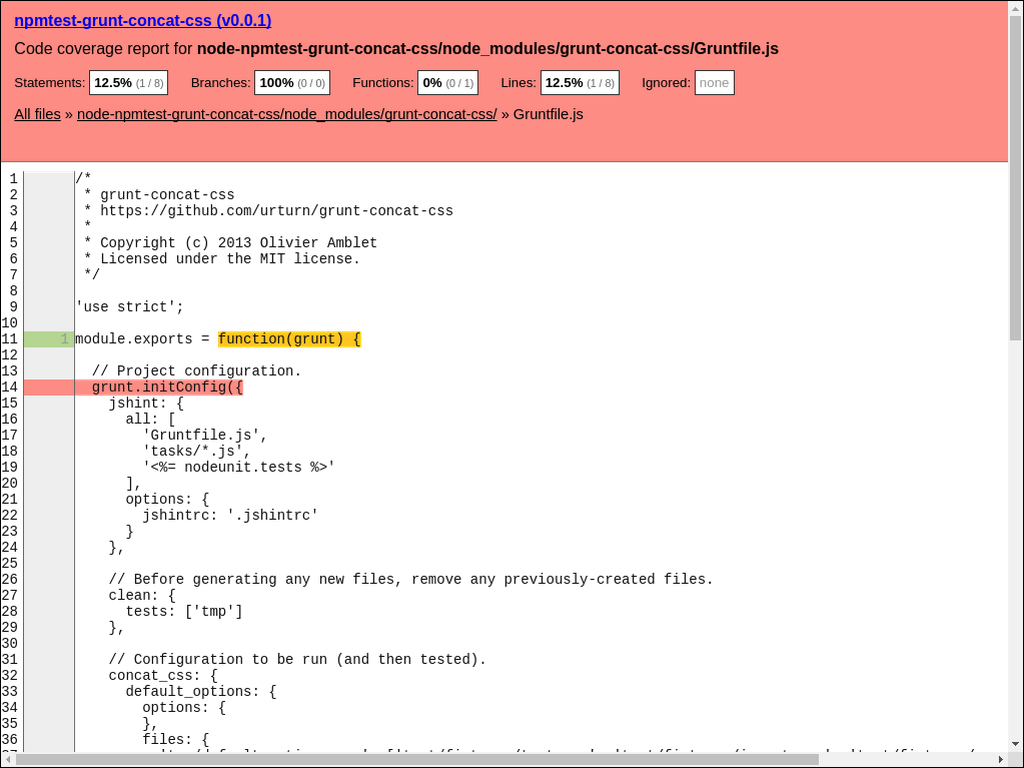 npmtest-grunt-concat-css (v0.0.1)
Code coverage report for node-npmtest-grunt-concat-css/node_modules/grunt-concat-css/Gruntfile.js
Statements: 12.5% (1 / 8) Branches: 100% (0 / 0) Functions: 0% (0 / 1) Lines: 12.5% (1 / 8) Ignored: none
All files » node-npmtest-grunt-concat-css/node_modules/grunt-concat-css/ » Gruntfile.js
1 /*
2  * grunt-concat-css
3  * https://github.com/urturn/grunt-concat-css
4  *
5  * Copyright (c) 2013 Olivier Amblet
6  * Licensed under the MIT license.
7  */
8
9 'use strict';
10
11 1 module.exports = function(grunt) {
12
13   // Project configuration.
14   grunt.initConfig({
15     jshint: {
16       all: [
17         'Gruntfile.js',
18         'tasks/*.js',
19         '<%= nodeunit.tests %>'
20       ],
21       options: {
22         jshintrc: '.jshintrc'
23       }
24     },
25
26     // Before generating any new files, remove any previously-created files.
27     clean: {
28       tests: ['tmp']
29     },
30
31     // Configuration to be run (and then tested).
32     concat_css: {
33       default_options: {
34         options: {
35         },
36         files: {